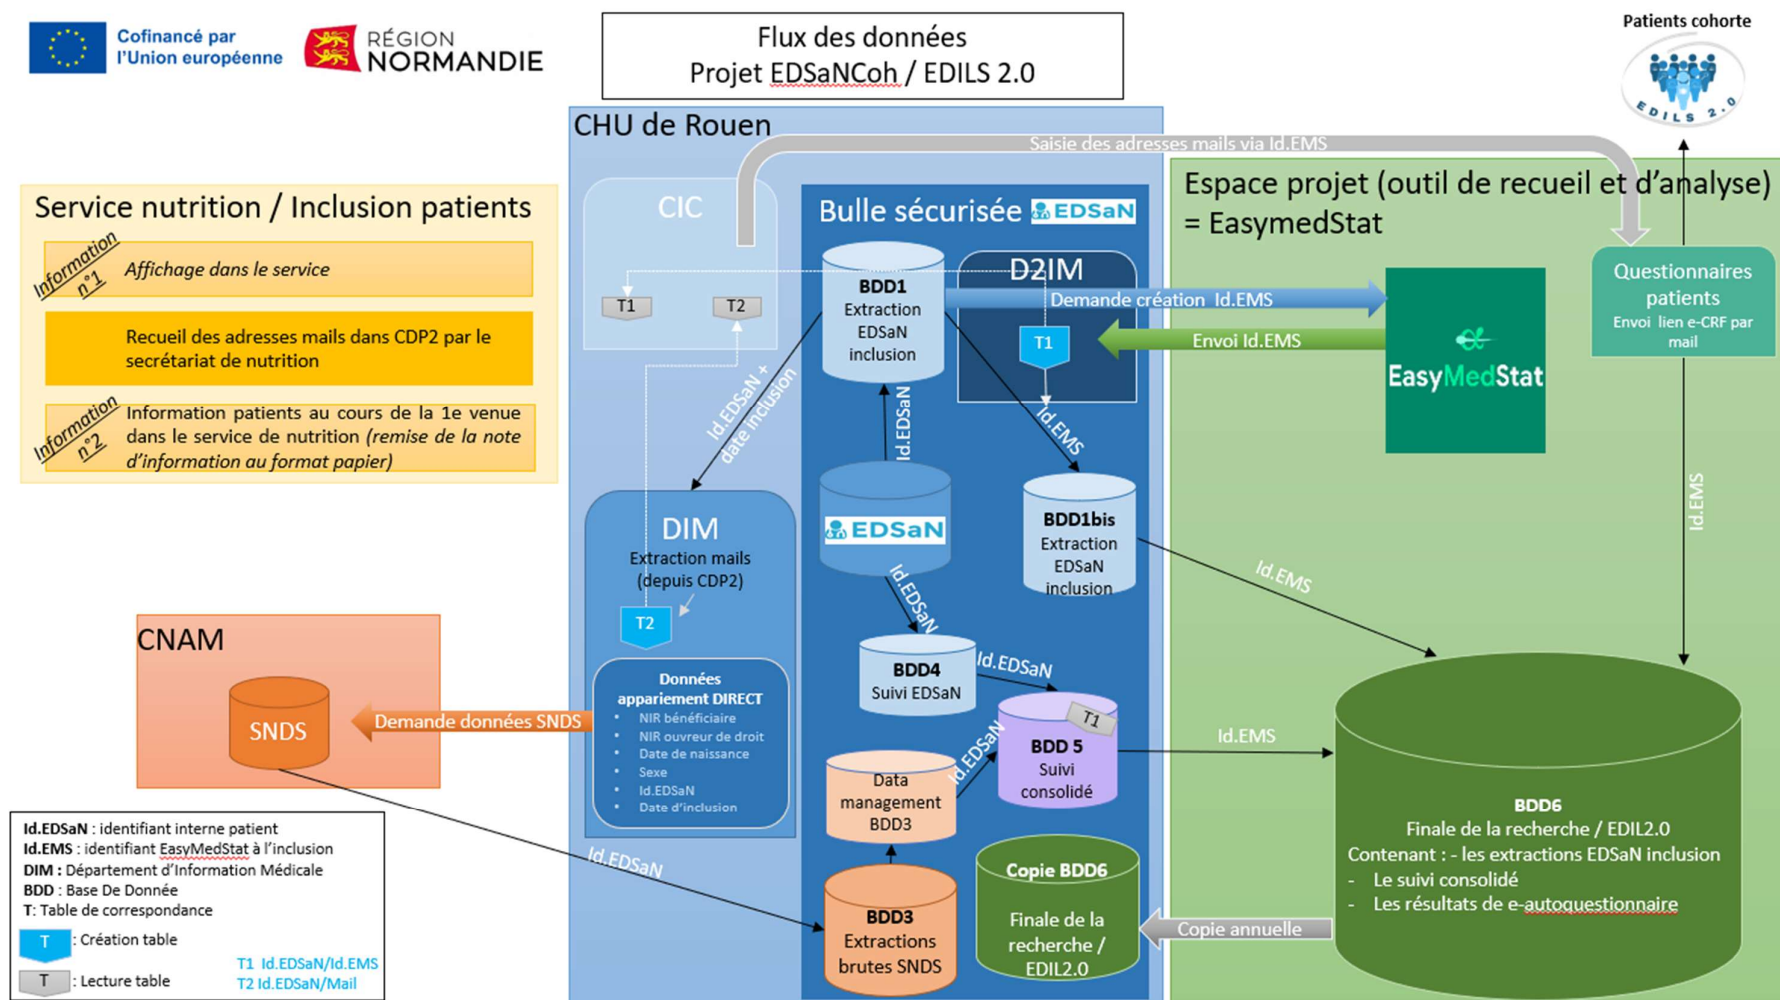 Cofinancé par
l'Union européenne
RÉGION
NORMANDIE
Flux des données
Projet EDSaNCoh / EDILS 2.0
Patients cohorte
EDILS 2.0
CHU de Rouen
Saisie des adresses mails via Id.EMS
Service nutrition / Inclusion patients
Information
n°1
Affichage dans le service
Recueil des adresses mails dans CDP2 par le
secrétariat de nutrition
Information
n°2
Information patients au cours de la 1e venue
dans le service de nutrition (remise de la note
d'information au format papier)
CIC
T1
T2
Bulle sécurisée EDSaN
BDD1
Extraction
EDSaN
inclusion
D2IM
T1
Demande création Id.EMS
Envoi Id.EMS
Espace projet (outil de recueil et d'analyse)
= EasymedStat
EasyMedStat
Questionnaires
patients
Envoi lien e-CRF par
mail
Id.EDSaN +
date inclusion
Id.EDSaN
Id.EMS
Id.EMS
DIM
Extraction mails
(depuis CDP2)
T2
EDSaN
BDD1bis
Extraction
EDSaN
inclusion
Id.EMS
Id.EDSaN
BDD4
Suivi EDSaN
Id.EDSaN
CNAM
SNDS
Demande données SNDS
Données
appariement DIRECT
• NIR bénéficiaire
• NIR ouvreur de droit
• Date de naissance
• Sexe
• Id.EDSaN
• Date d'inclusion
T1
BDD 5
Suivi
consolidé
Id.EMS
Id.EDSaN
Data
management
BDD3
Id.EDSaN
BDD3
Extractions
brutes SNDS
Copie BDD6
Finale de la
recherche /
EDIL2.0
Copie annuelle
BDD6
Finale de la recherche / EDIL2.0
Contenant : - les extractions EDSaN inclusion
- Le suivi consolidé
- Les résultats de e-autoquestionnaire
Id.EDSaN : identifiant interne patient
Id.EMS : identifiant EasyMedStat à l'inclusion
DIM : Département d'Information Médicale
BDD : Base De Donnée
T: Table de correspondance
T : Création table
T : Lecture table
T1 Id.EDSaN/Id.EMS
T2 Id.EDSaN/Mail